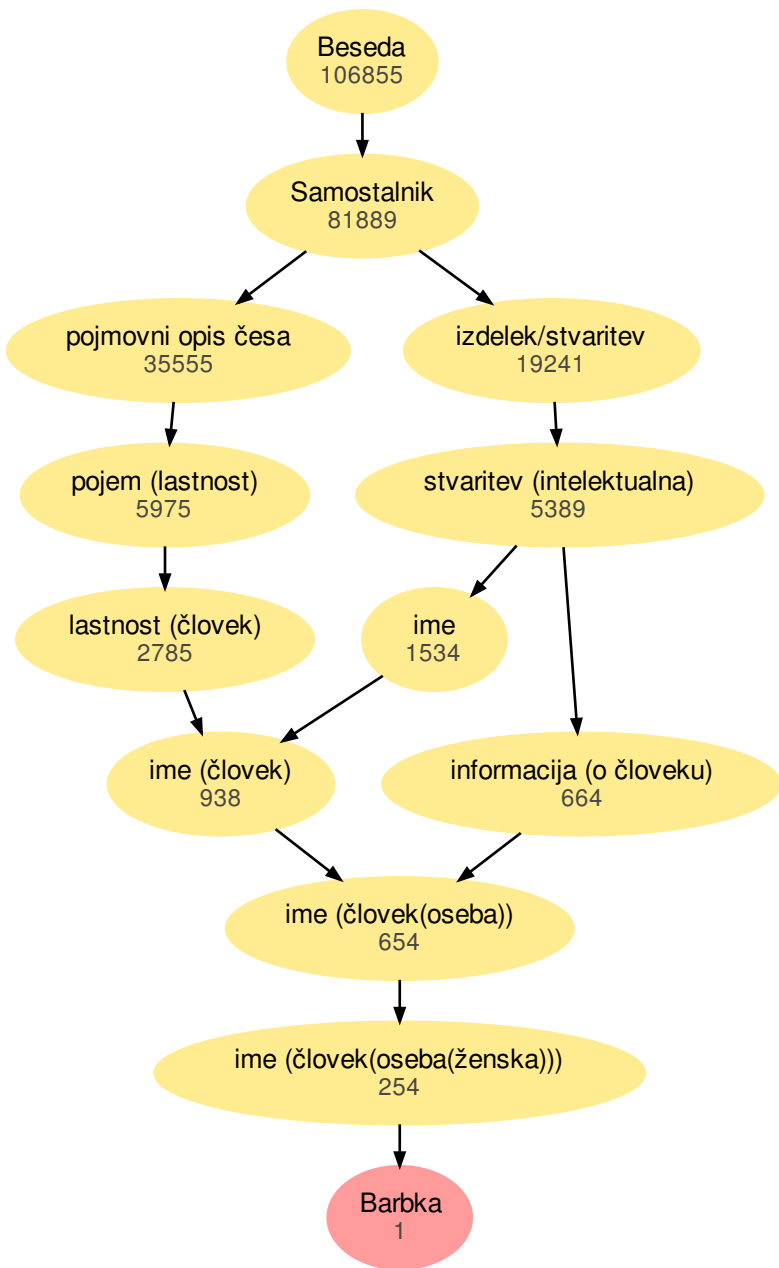 Beseda
106855
Samostalnik
81889
pojmovni opis česa
35555
izdelek/stvaritev
19241
pojem (lastnost)
5975
stvaritev (intelektualna)
5389
lastnost (človek)
2785
ime
1534
ime (človek)
938
informacija (o človeku)
664
ime (človek(oseba))
654
ime (človek(oseba(ženska)))
254
Barbka
1